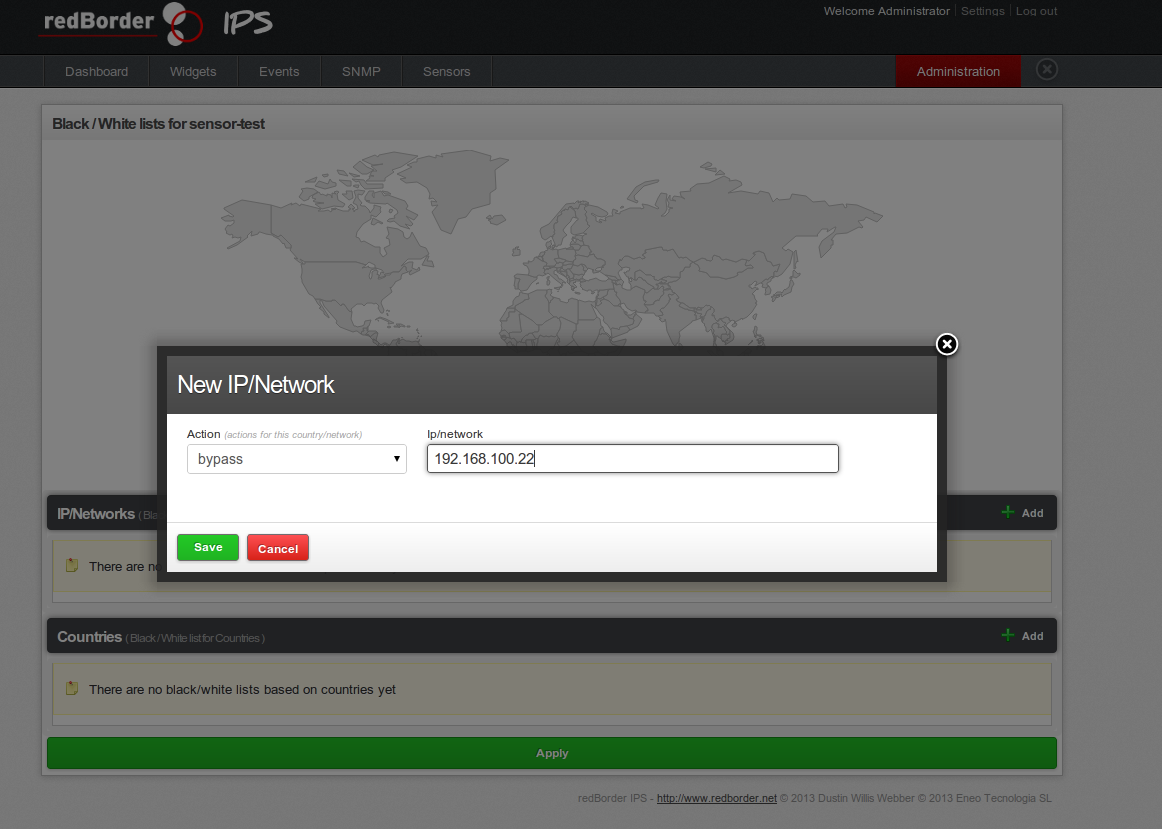 redBorder IPS
Welcome Administrator Settings Log out
Dashboard Widgets Events SNMP Sensors Administration
Black / White lists for sensor-test
New IP/Network
Action (actions for this country/network) Ip/network
bypass 192.168.100.22
Save Cancel
IP/Networks ( Bla Add
There are no
Countries ( Black / White list for Countries ) Add
There are no black/white lists based on countries yet
Apply
redBorder IPS - http://www.redborder.net © 2013 Dustin Willis Webber © 2013 Eneo Tecnologia SL